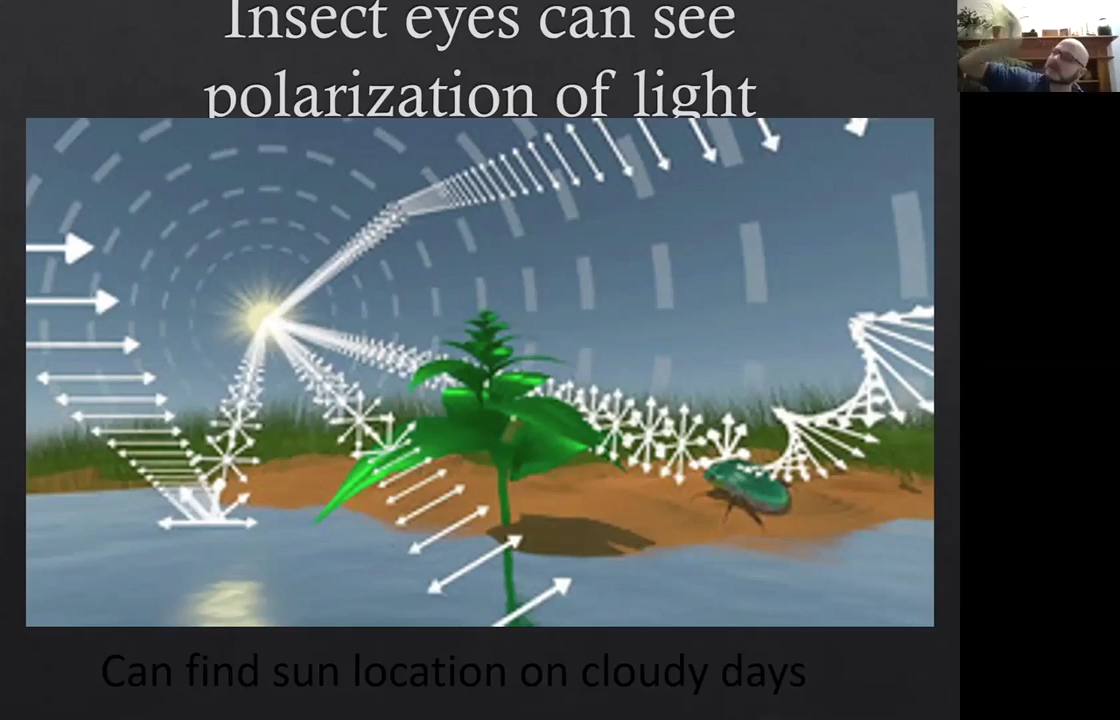 Insect eyes can see
polarization of light
Can find sun location on cloudy days